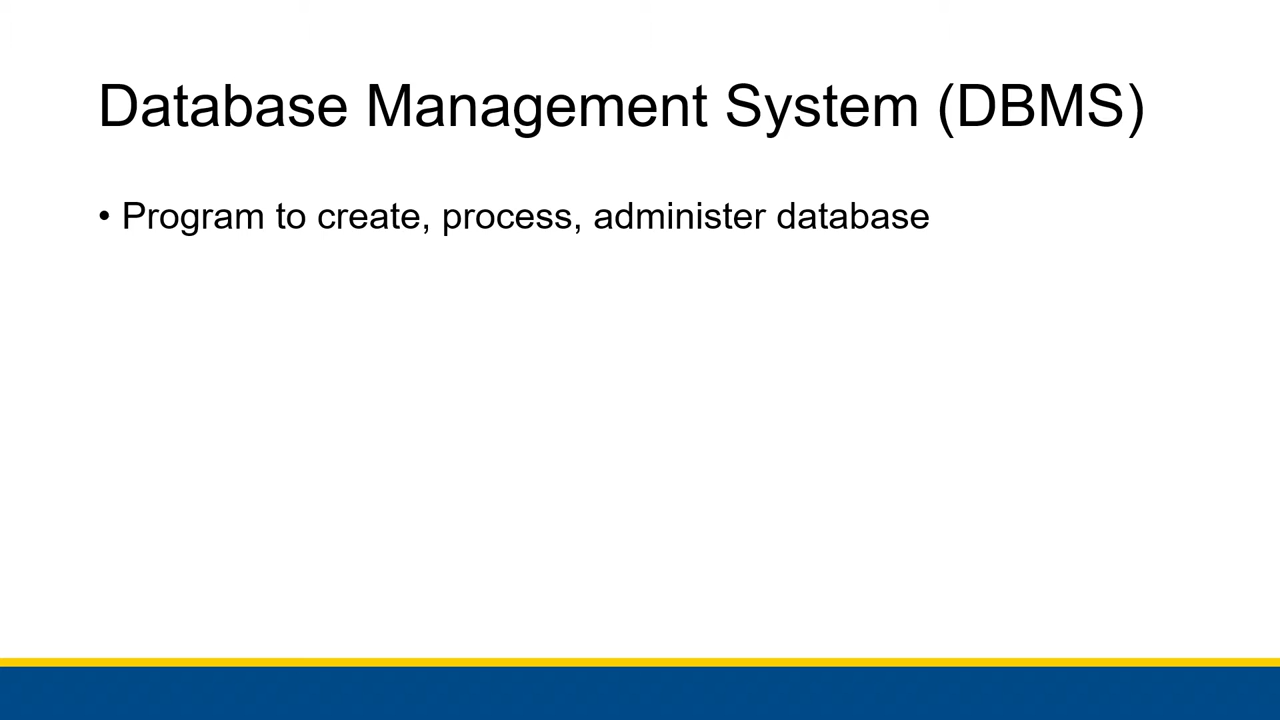 Database Management System (DBMS)
• Program to create, process, administer database